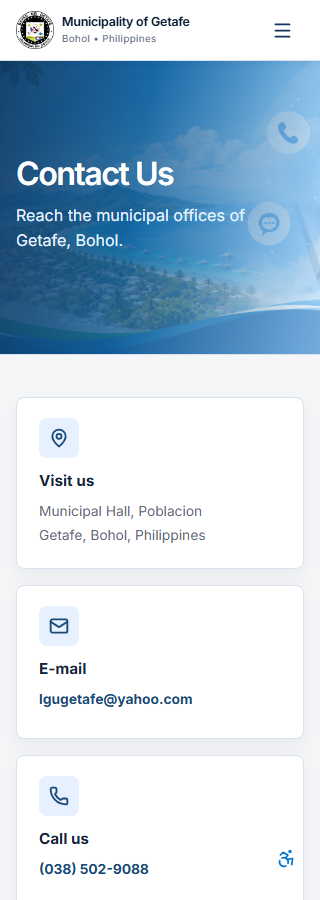 Municipality of Getafe
Bohol • Philippines
Contact Us
Reach the municipal offices of
Getafe, Bohol.
Visit us
Municipal Hall, Poblacion
Getafe, Bohol, Philippines
E-mail
lgugetafe@yahoo.com
Call us
(038) 502-9088